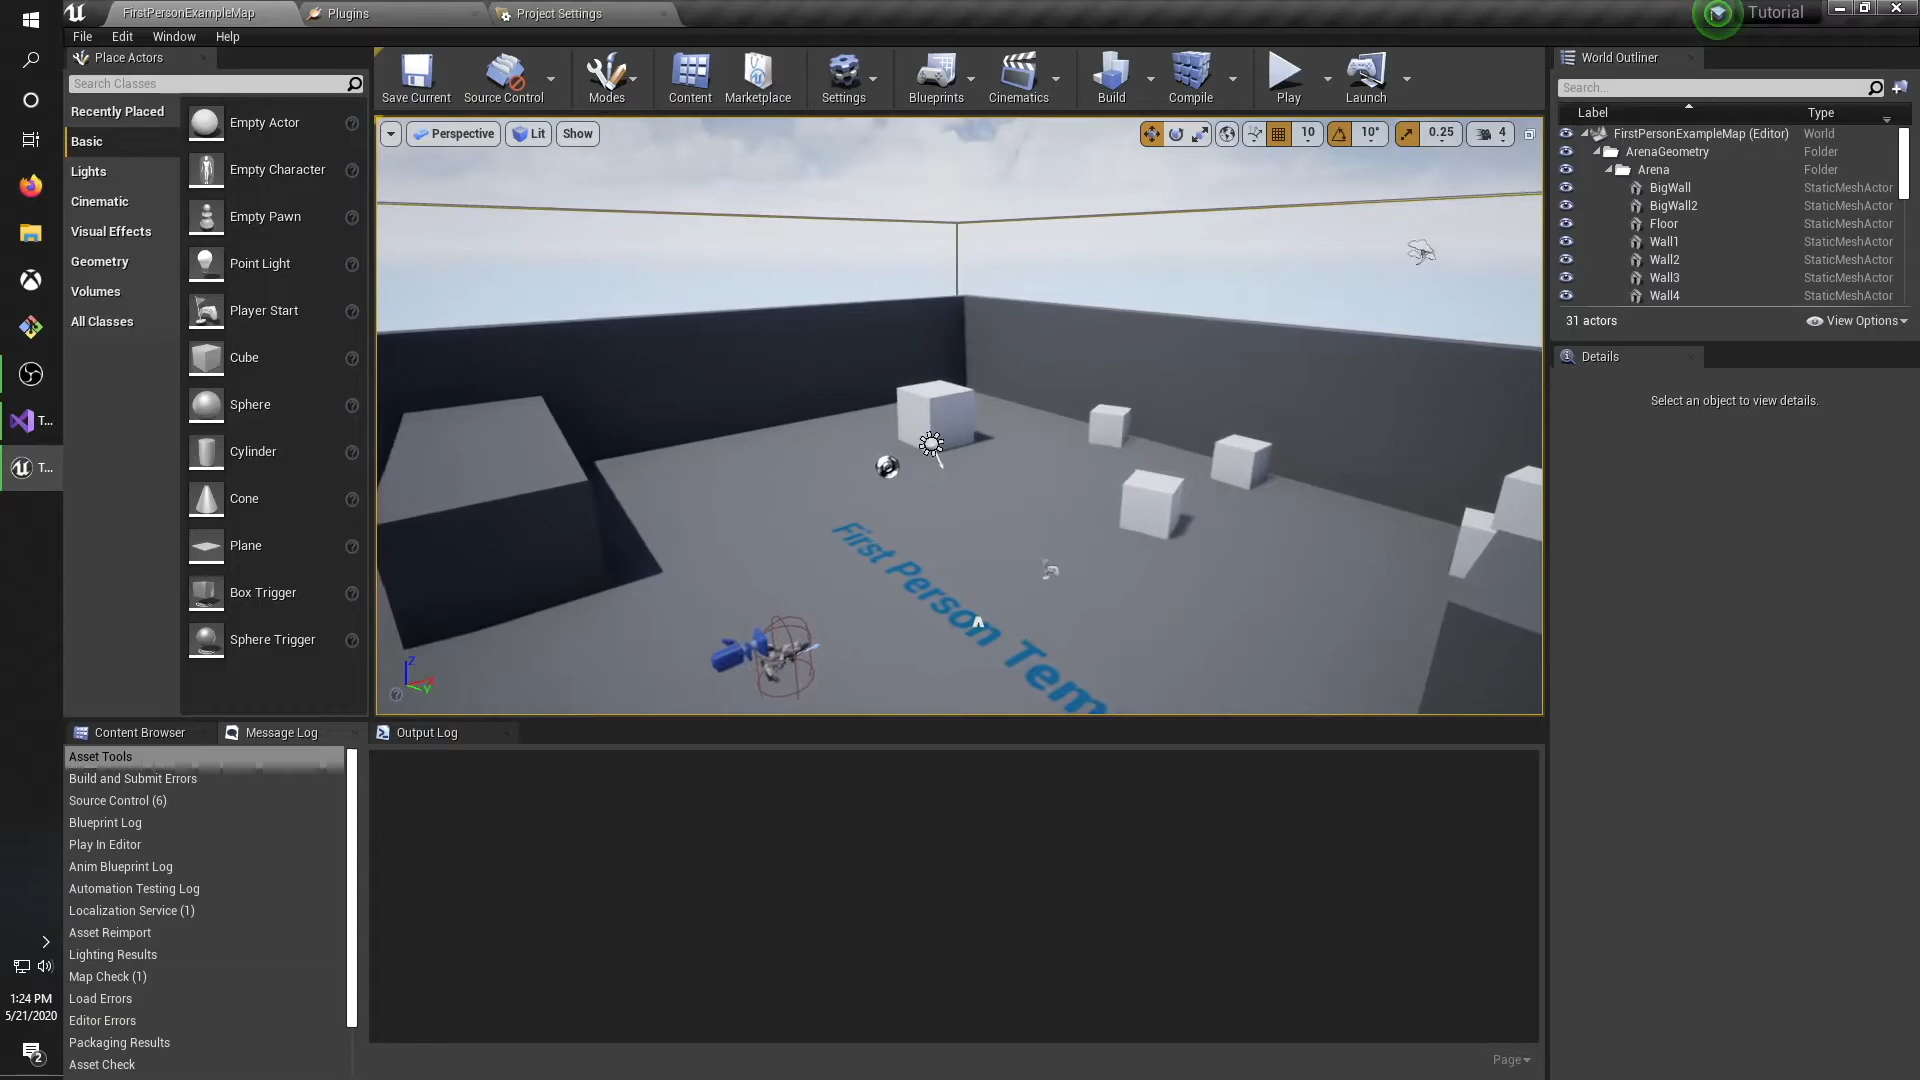 FirstPersonExampleMap
Plugins
Project Settings
Tutorial
File
Edit
Window
Help
Place Actors
Search Classes
Recently Placed
Basic
Lights
Cinematic
Visual Effects
Geometry
Volumes
All Classes
Empty Actor
Empty Character
Empty Pawn
Point Light
Player Start
Cube
Sphere
Cylinder
Cone
Plane
Box Trigger
Sphere Trigger
Save Current
Source Control
Modes
Content
Marketplace
Settings
Blueprints
Cinematics
Build
Compile
Play
Launch
Perspective
Lit
Show
10
10°
0.25
4
First Person Tem
Z
X
Y
World Outliner
Search...
Label
Type
FirstPersonExampleMap (Editor)
World
ArenaGeometry
Folder
Arena
Folder
BigWall
StaticMeshActor
BigWall2
StaticMeshActor
Floor
StaticMeshActor
Wall1
StaticMeshActor
Wall2
StaticMeshActor
Wall3
StaticMeshActor
Wall4
StaticMeshActor
31 actors
View Options
Details
Select an object to view details.
T...
T...
1:24 PM
5/21/2020
2
Content Browser
Message Log
Output Log
Asset Tools
Build and Submit Errors
Source Control (6)
Blueprint Log
Play In Editor
Anim Blueprint Log
Automation Testing Log
Localization Service (1)
Asset Reimport
Lighting Results
Map Check (1)
Load Errors
Editor Errors
Packaging Results
Asset Check
Page